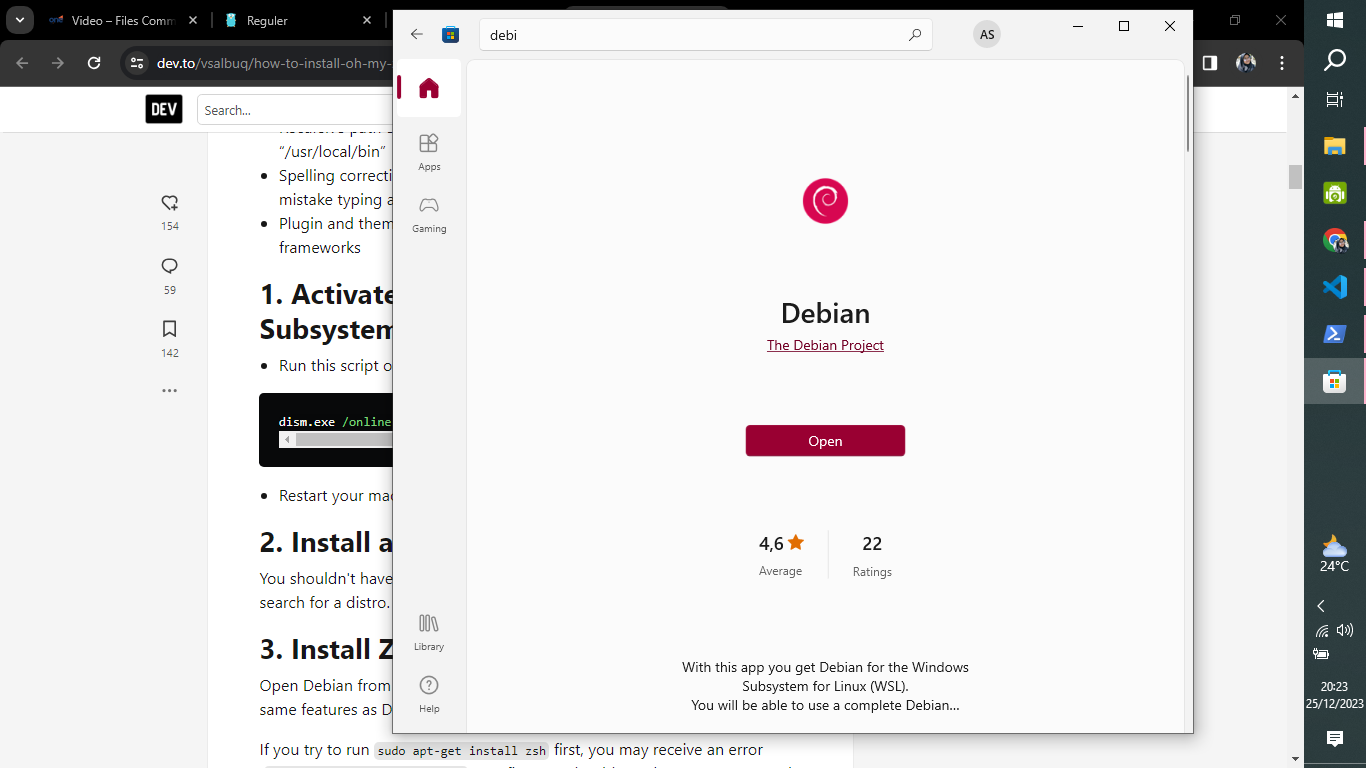 Video – Files Comm
Reguler
dev.to/vsalbuq/how-to-install-oh-my-
debi
AS
DEV
Search...
“/usr/local/bin”
Spelling correcti
mistake typing a
Plugin and them
frameworks
154
59
142
1. Activate
Subsystem
Run this script o
dism.exe /online
Restart your mac
2. Install a
You shouldn't have
search for a distro.
3. Install Z
Open Debian from
same features as D
If you try to run sudo apt-get install zsh first, you may receive an error
Apps
Gaming
Library
Help
Debian
The Debian Project
Open
4,6
Average
22
Ratings
With this app you get Debian for the Windows
Subsystem for Linux (WSL).
You will be able to use a complete Debian...
24°C
20:23
25/12/2023